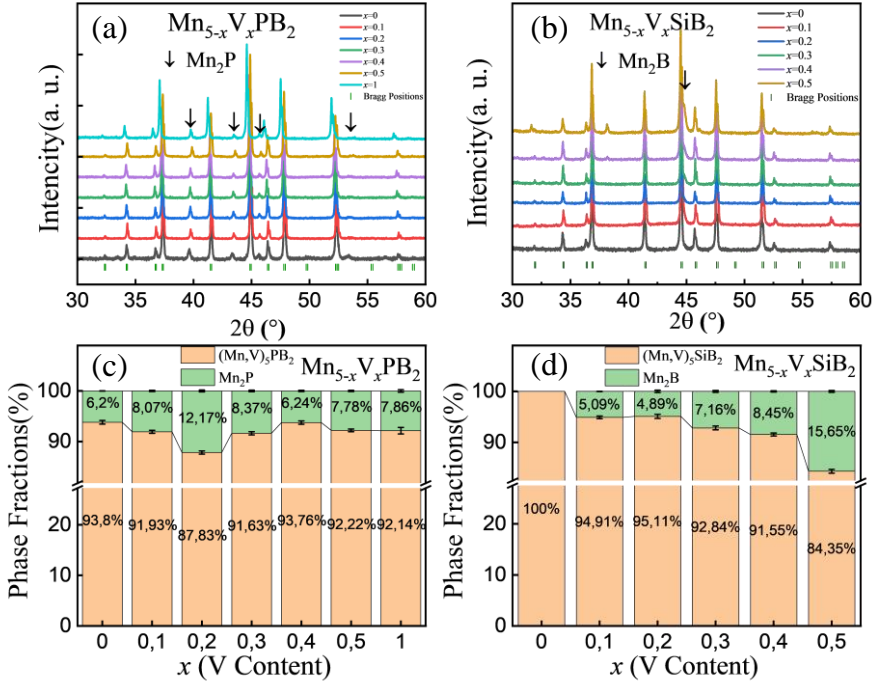 (a)
Mn5-xVxPB2
Mn2P
x=0
x=0.1
x=0.2
x=0.3
x=0.4
x=0.5
x=1
Bragg Positions
Intencity(a. u.)
30 35 40 45 50 55 60
2θ (°)
(b)
Mn5-xVxSiB2
Mn2B
x=0
x=0.1
x=0.2
x=0.3
x=0.4
x=0.5
Bragg Positions
Intencity(a. u.)
30 35 40 45 50 55 60
2θ (°)
(c)
(Mn,V)5PB2
Mn2P
Mn5-xVxPB2
Phase Fractions(%)
100
90
20
10
0
6,2% 8,07% 12,17% 8,37% 6,24% 7,78% 7,86%
93,8% 91,93% 87,83% 91,63% 93,76% 92,22% 92,14%
0 0,1 0,2 0,3 0,4 0,5 1
x (V Content)
(d)
(Mn,V)5SiB2
Mn2B
Mn5-xVxSiB2
Phase Fractions(%)
100
90
20
10
0
5,09% 4,89% 7,16% 8,45% 15,65%
100% 94,91% 95,11% 92,84% 91,55% 84,35%
0 0,1 0,2 0,3 0,4 0,5
x (V Content)